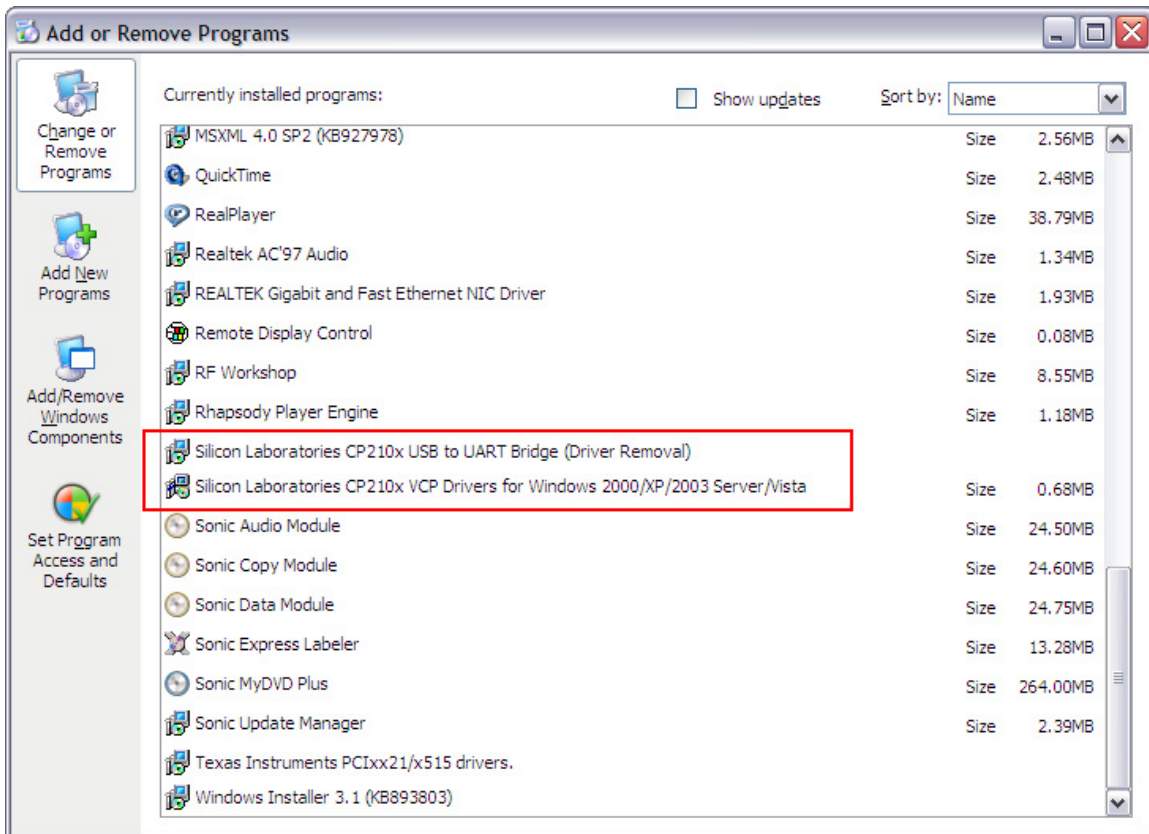 Add or Remove Programs
Change or
Remove
Programs
Add New
Programs
Add/Remove
Windows
Components
Set Program
Access and
Defaults
Currently installed programs: Show updates Sort by: Name
MSXML 4.0 SP2 (KB927978) Size 2.56MB
QuickTime Size 2.48MB
RealPlayer Size 38.79MB
Realtek AC'97 Audio Size 1.34MB
REALTEK Gigabit and Fast Ethernet NIC Driver Size 1.93MB
Remote Display Control Size 0.08MB
RF Workshop Size 8.55MB
Rhapsody Player Engine Size 1.18MB
Silicon Laboratories CP210x USB to UART Bridge (Driver Removal)
Silicon Laboratories CP210x VCP Drivers for Windows 2000/XP/2003 Server/Vista Size 0.68MB
Sonic Audio Module Size 24.50MB
Sonic Copy Module Size 24.60MB
Sonic Data Module Size 24.75MB
Sonic Express Labeler Size 13.28MB
Sonic MyDVD Plus Size 264.00MB
Sonic Update Manager Size 2.39MB
Texas Instruments PCIxx21/x515 drivers.
Windows Installer 3.1 (KB893803)